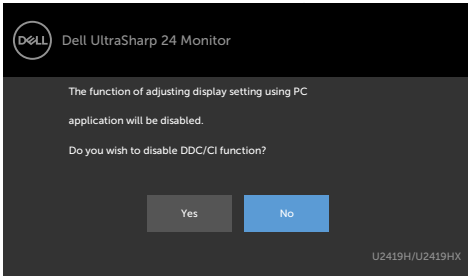 DELL Dell UltraSharp 24 Monitor
The function of adjusting display setting using PC
application will be disabled.
Do you wish to disable DDC/CI function?
Yes No
U2419H/U2419HX